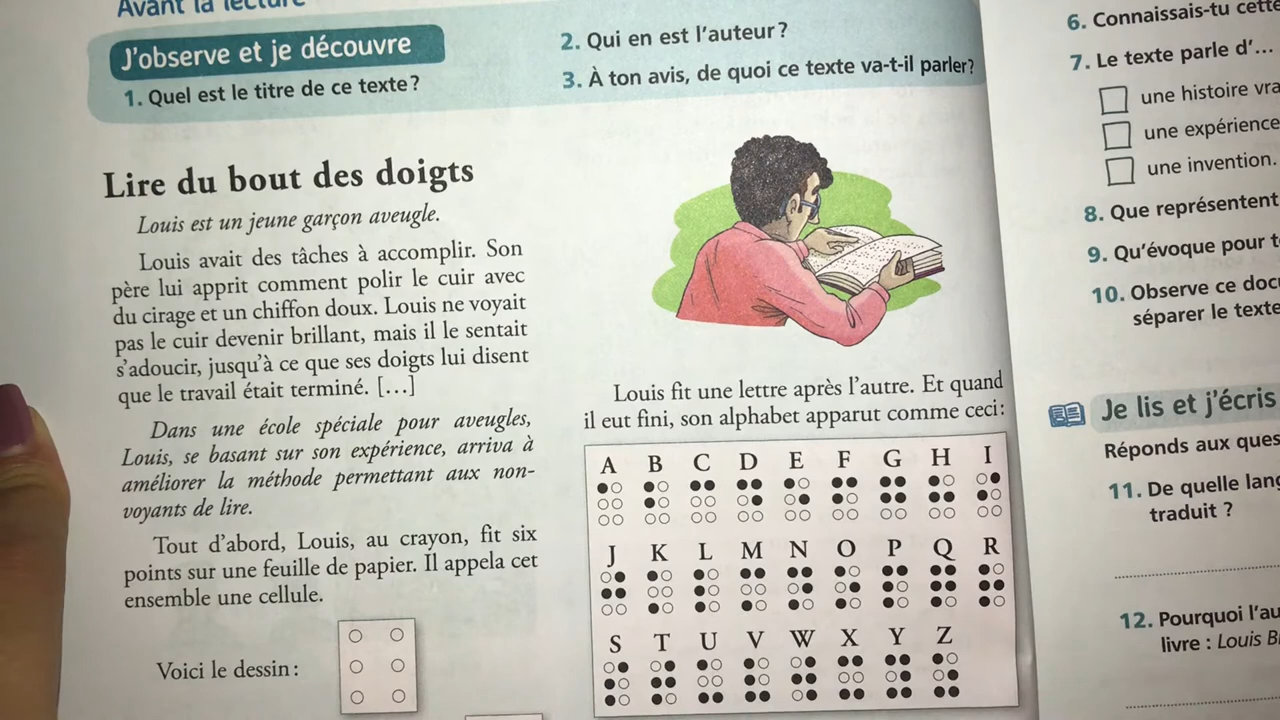 Avant la lecture
J'observe et je découvre
1. Quel est le titre de ce texte ?
2. Qui en est l'auteur ?
3. À ton avis, de quoi ce texte va-t-il parler ?
Lire du bout des doigts
Louis est un jeune garçon aveugle.
Louis avait des tâches à accomplir. Son
père lui apprit comment polir le cuir avec
du cirage et un chiffon doux. Louis ne voyait
pas le cuir devenir brillant, mais il le sentait
s'adoucir, jusqu'à ce que ses doigts lui disent
que le travail était terminé. [...]
Dans une école spéciale pour aveugles,
Louis, se basant sur son expérience, arriva à
améliorer la méthode permettant aux non-
voyants de lire.
Tout d'abord, Louis, au crayon, fit six
points sur une feuille de papier. Il appela cet
ensemble une cellule.
Voici le dessin :
Louis fit une lettre après l'autre. Et quand
il eut fini, son alphabet apparut comme ceci :
A B C D E F G H I
J K L M N O P Q R
S T U V W X Y Z
6. Connaissais-tu
7. Le texte parle d'...
une histoire
une expérience
une invention.
8. Que représentent
9. Qu'évoque pour
10. Observe ce
séparer le texte
Je lis et j'écris
Réponds aux
11. De quelle
traduit ?
12. Pourquoi
livre : Louis